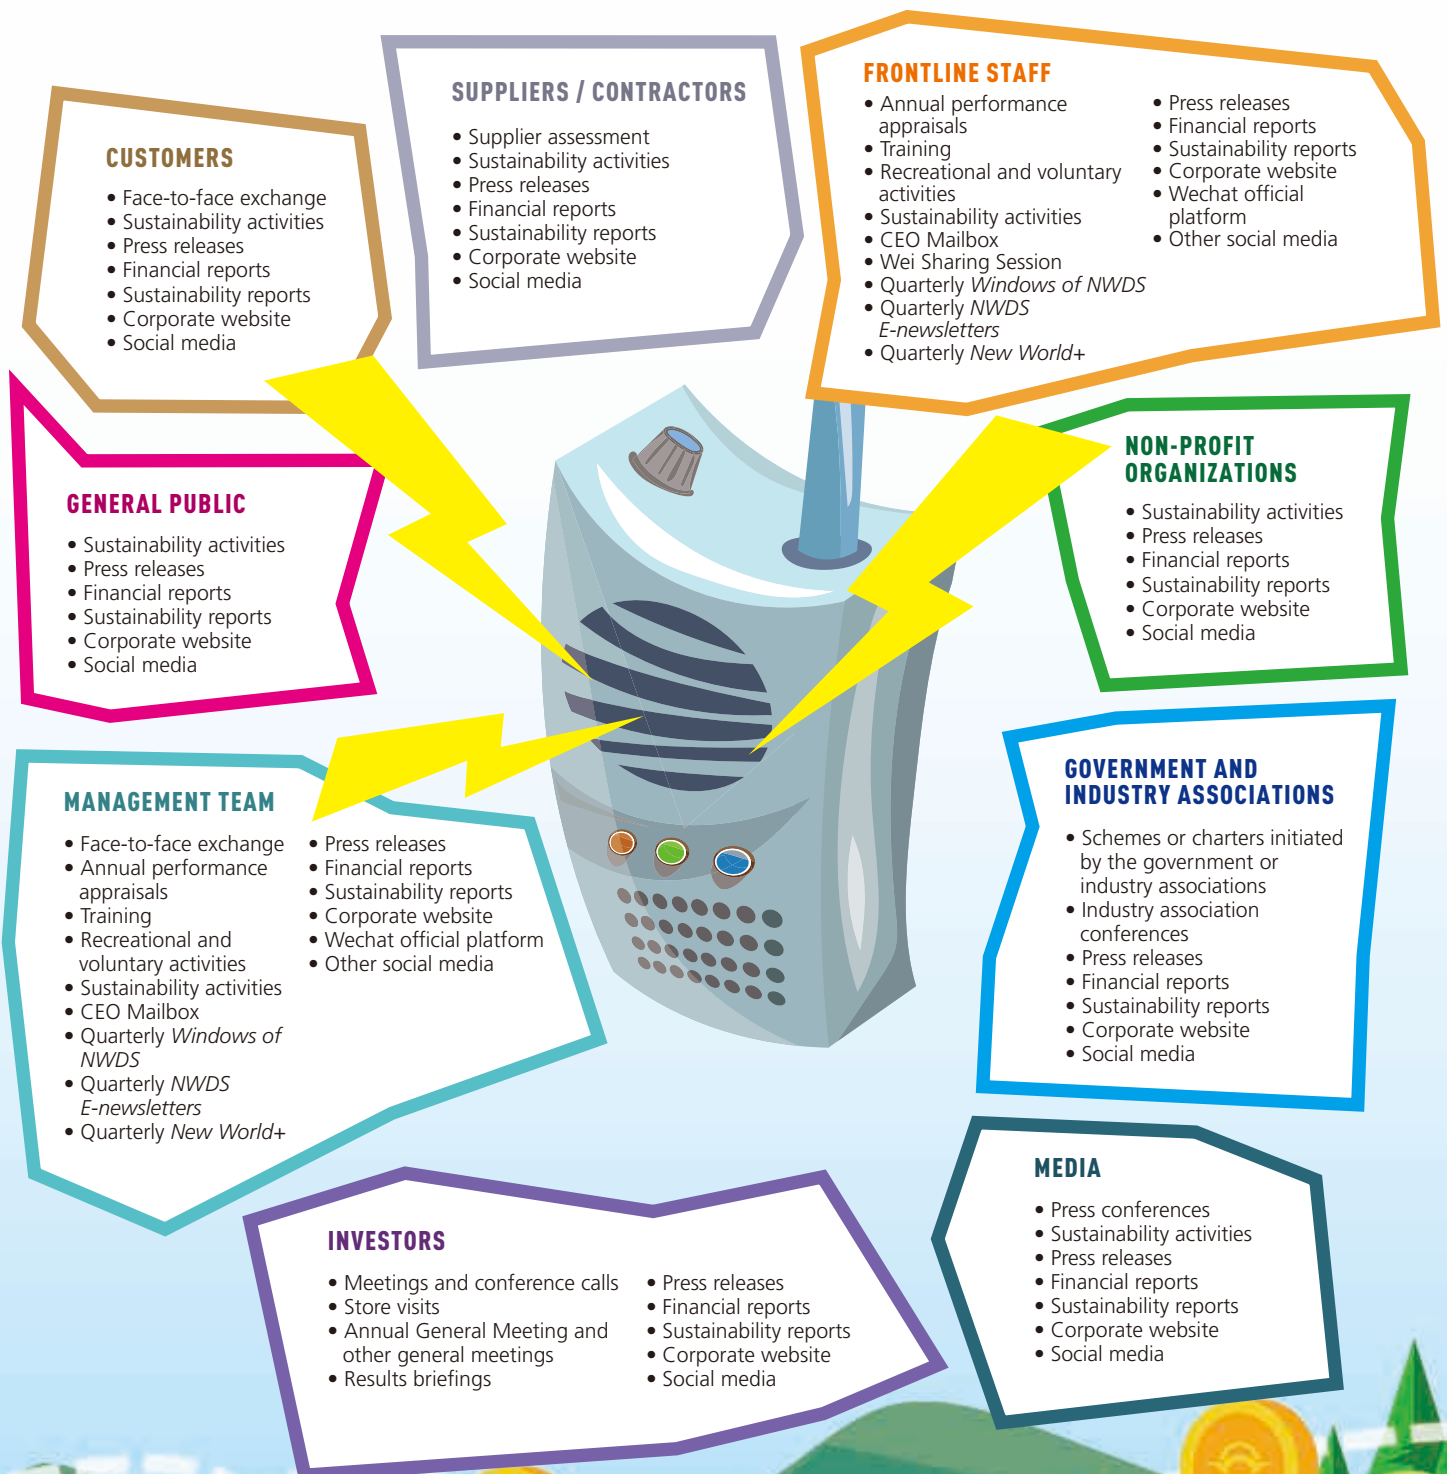 SUPPLIERS / CONTRACTORS
• Supplier assessment
• Sustainability activities
• Press releases
• Financial reports
• Sustainability reports
• Corporate website
• Social media
FRONTLINE STAFF
• Annual performance
appraisals
• Training
• Recreational and voluntary
activities
• Sustainability activities
• CEO Mailbox
• Wei Sharing Session
• Quarterly Windows of NWDS
• Quarterly NWDS
E-newsletters
• Quarterly New World+
• Press releases
• Financial reports
• Sustainability reports
• Corporate website
• Wechat official
platform
• Other social media
CUSTOMERS
• Face-to-face exchange
• Sustainability activities
• Press releases
• Financial reports
• Sustainability reports
• Corporate website
• Social media
NON-PROFIT
ORGANIZATIONS
• Sustainability activities
• Press releases
• Financial reports
• Sustainability reports
• Corporate website
• Social media
GENERAL PUBLIC
• Sustainability activities
• Press releases
• Financial reports
• Sustainability reports
• Corporate website
• Social media
GOVERNMENT AND
INDUSTRY ASSOCIATIONS
• Schemes or charters initiated
by the government or
industry associations
• Industry association
conferences
• Press releases
• Financial reports
• Sustainability reports
• Corporate website
• Social media
MANAGEMENT TEAM
• Face-to-face exchange
• Annual performance
appraisals
• Training
• Recreational and
voluntary activities
• Sustainability activities
• CEO Mailbox
• Quarterly Windows of
NWDS
• Quarterly NWDS
E-newsletters
• Quarterly New World+
• Press releases
• Financial reports
• Sustainability reports
• Corporate website
• Wechat official platform
• Other social media
MEDIA
• Press conferences
• Sustainability activities
• Press releases
• Financial reports
• Sustainability reports
• Corporate website
• Social media
INVESTORS
• Meetings and conference calls
• Store visits
• Annual General Meeting and
other general meetings
• Results briefings
• Press releases
• Financial reports
• Sustainability reports
• Corporate website
• Social media